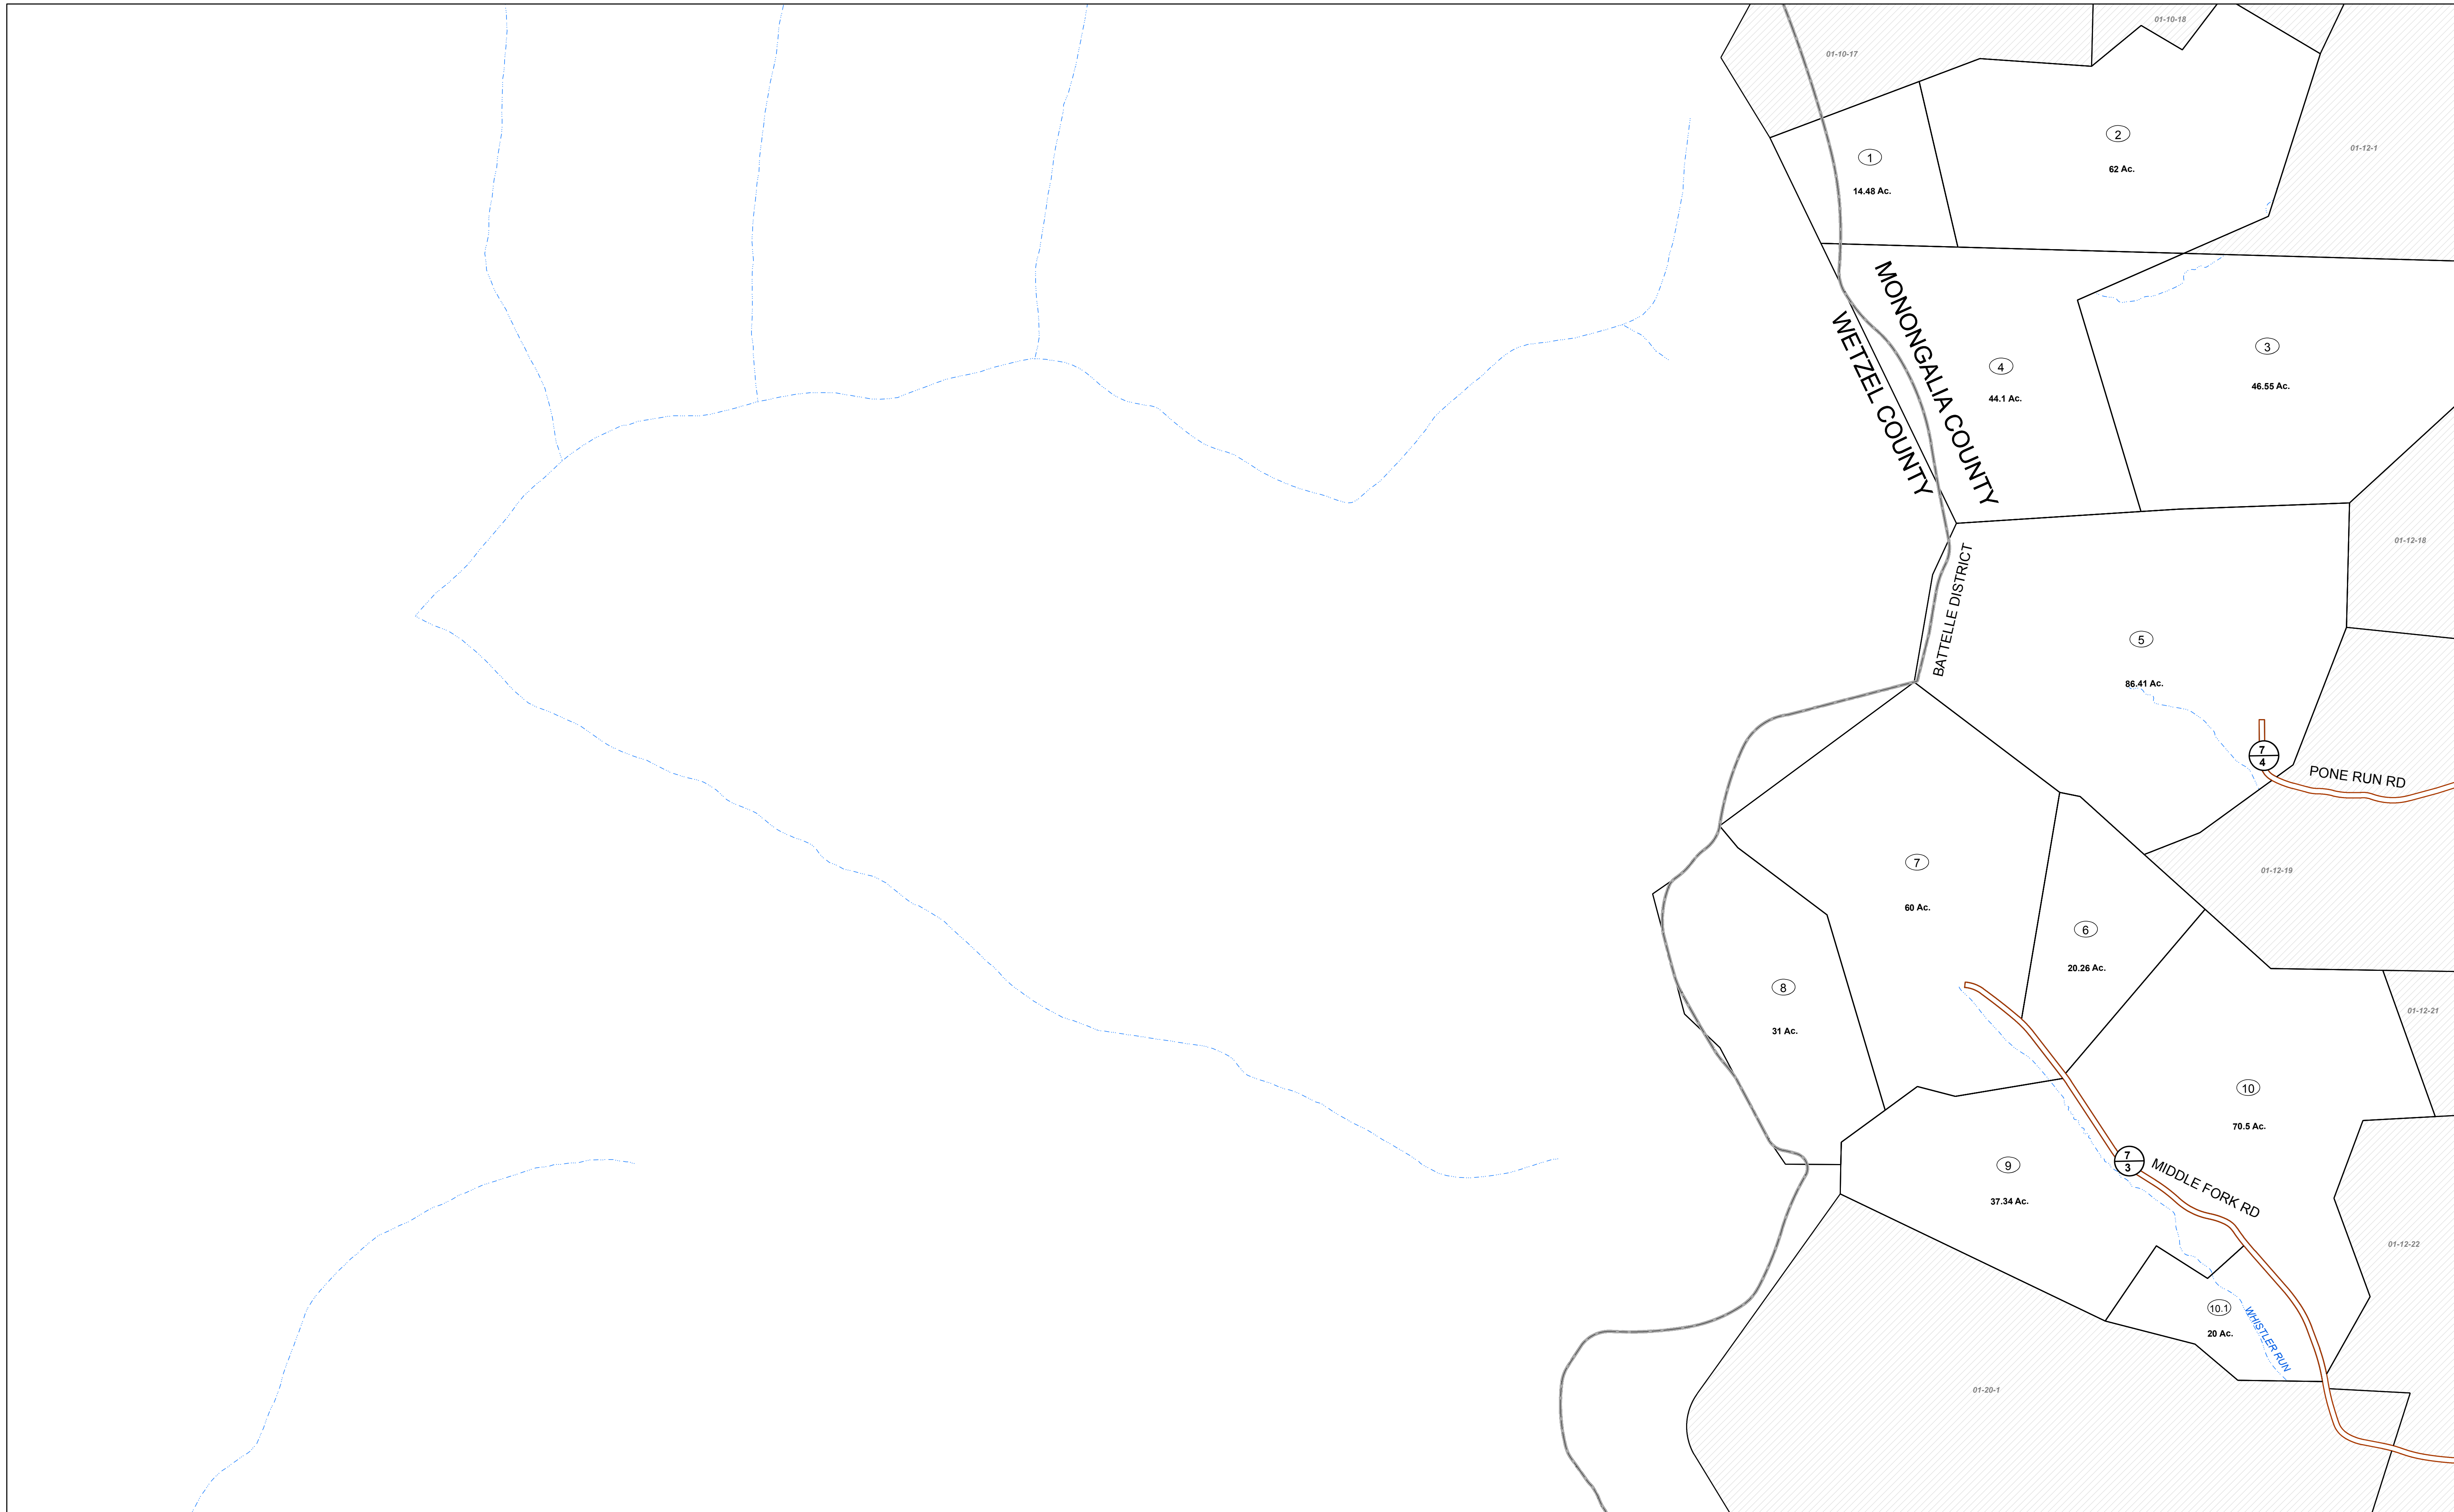 01-10-18
01-10-17
2
62 Ac.
01-12-1
1
14.48 Ac.
MONONGALIA COUNTY
WETZEL COUNTY
3
46.55 Ac.
4
44.1 Ac.
01-12-18
BATTELLE DISTRICT
5
86.41 Ac.
7
4
PONE RUN RD
7
60 Ac.
01-12-19
6
20.26 Ac.
8
31 Ac.
01-12-21
10
70.5 Ac.
7
3
MIDDLE FORK RD
9
37.34 Ac.
01-12-22
10.1
20 Ac.
WHISTLER RUN
01-20-1